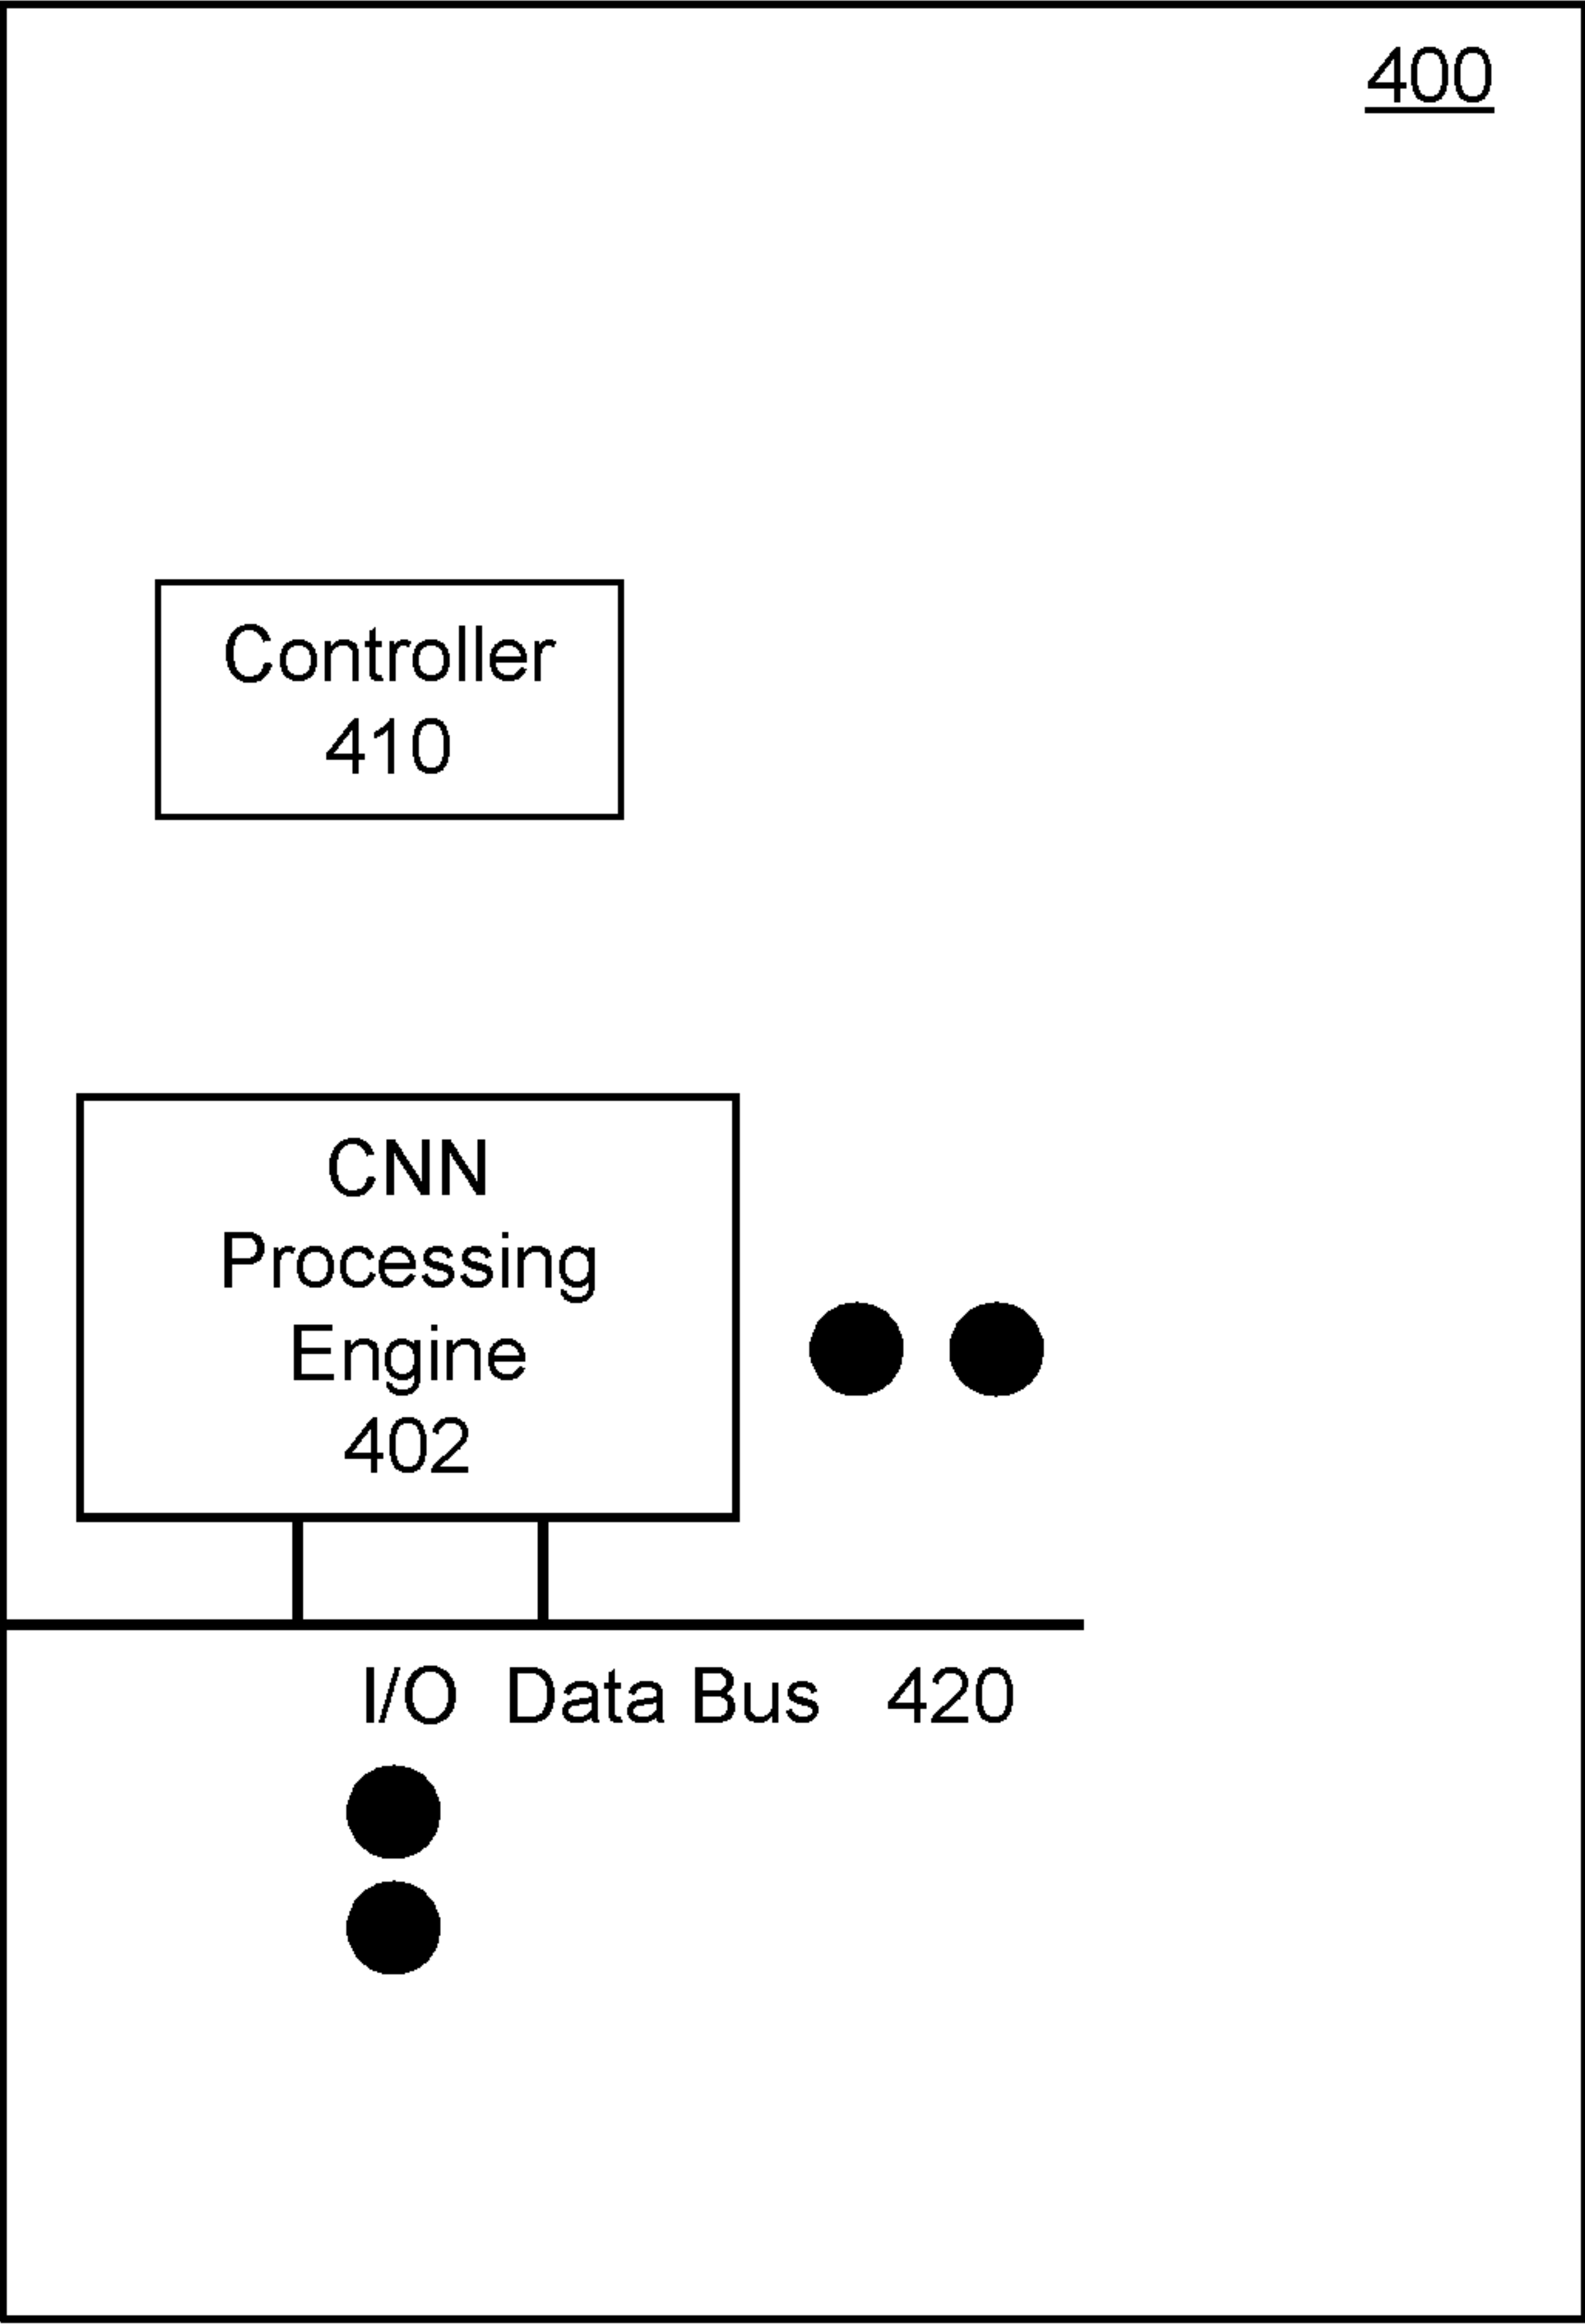 400
Controller
410
CNN
Processing
Engine
402
I/O Data Bus 420